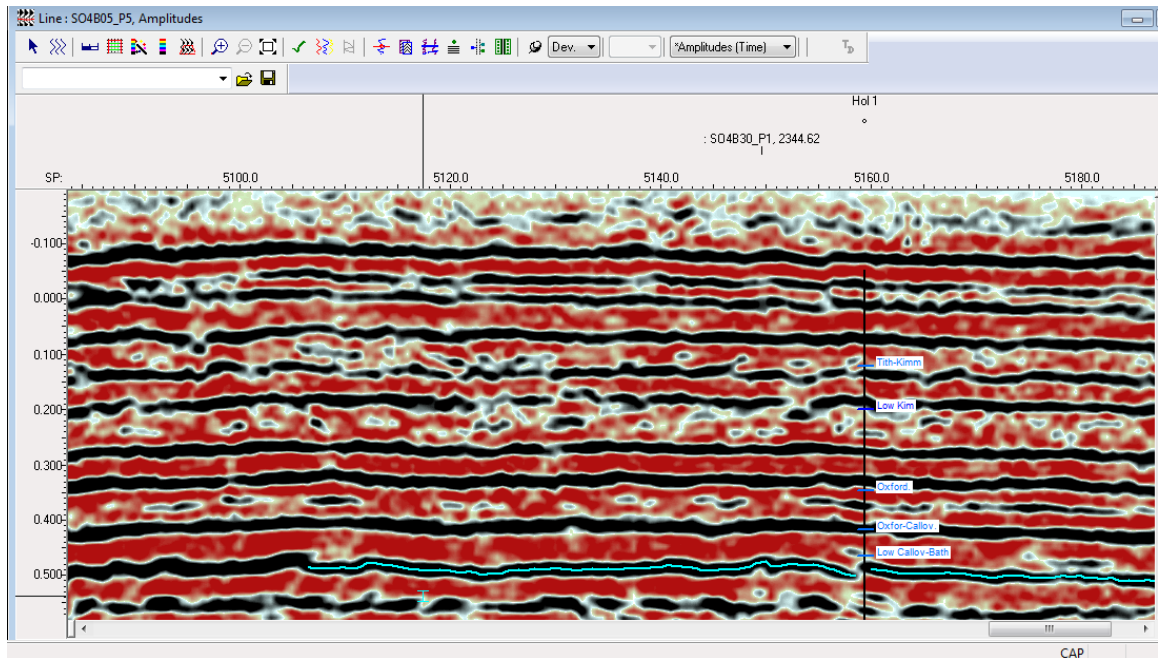 Line : SO4B05_P5, Amplitudes
Dev.
*Amplitudes (Time)
TD
Hol 1
: SO4B30_P1, 2344.62
SP: 5100.0 5120.0 5140.0 5160.0 5180.0
-0.100
0.000
0.100
Tith-Kimm
0.200
Low Kim
0.300
Oxford.
0.400
Oxfor-Callov.
Low Callov-Bath
0.500
CAP